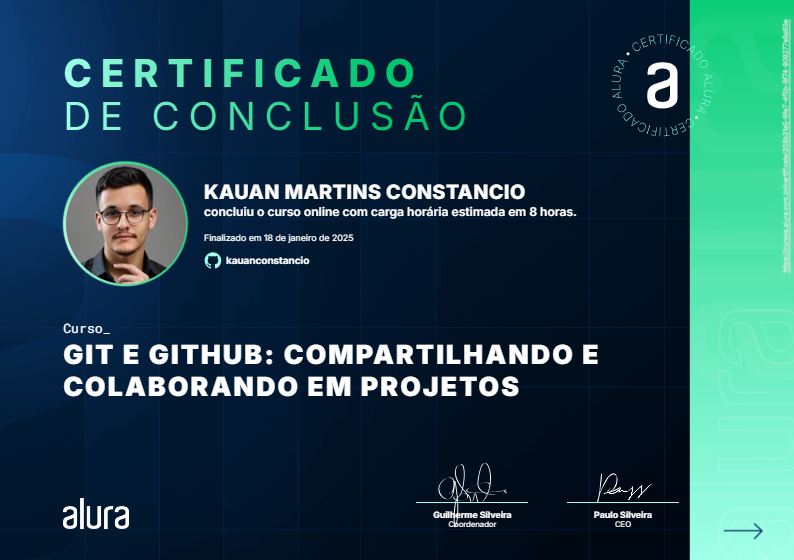 CERTIFICADO
DE CONCLUSÃO
CERTIFICADO ALURA • CERTIFICADO ALURA •
a
KAUAN MARTINS CONSTANCIO
concluiu o curso online com carga horária estimada em 8 horas.
Finalizado em 18 de janeiro de 2025
kauanconstancio
Curso_
GIT E GITHUB: COMPARTILHANDO E
COLABORANDO EM PROJETOS
alura
Guilherme Silveira
Coordenador
Paulo Silveira
CEO
alura